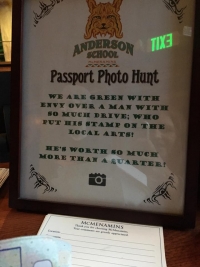 ANDERSON
SCHOOL
EXIT
Passport Photo Hunt
WE ARE GREEN WITH
ENVY OVER A MAN WITH
SO MUCH DRIVE; WHO
PUT HIS STAMP ON THE
LOCAL ARTS!
HE'S WORTH SO MUCH
MORE THAN A QUARTER!
MCMENAMINS